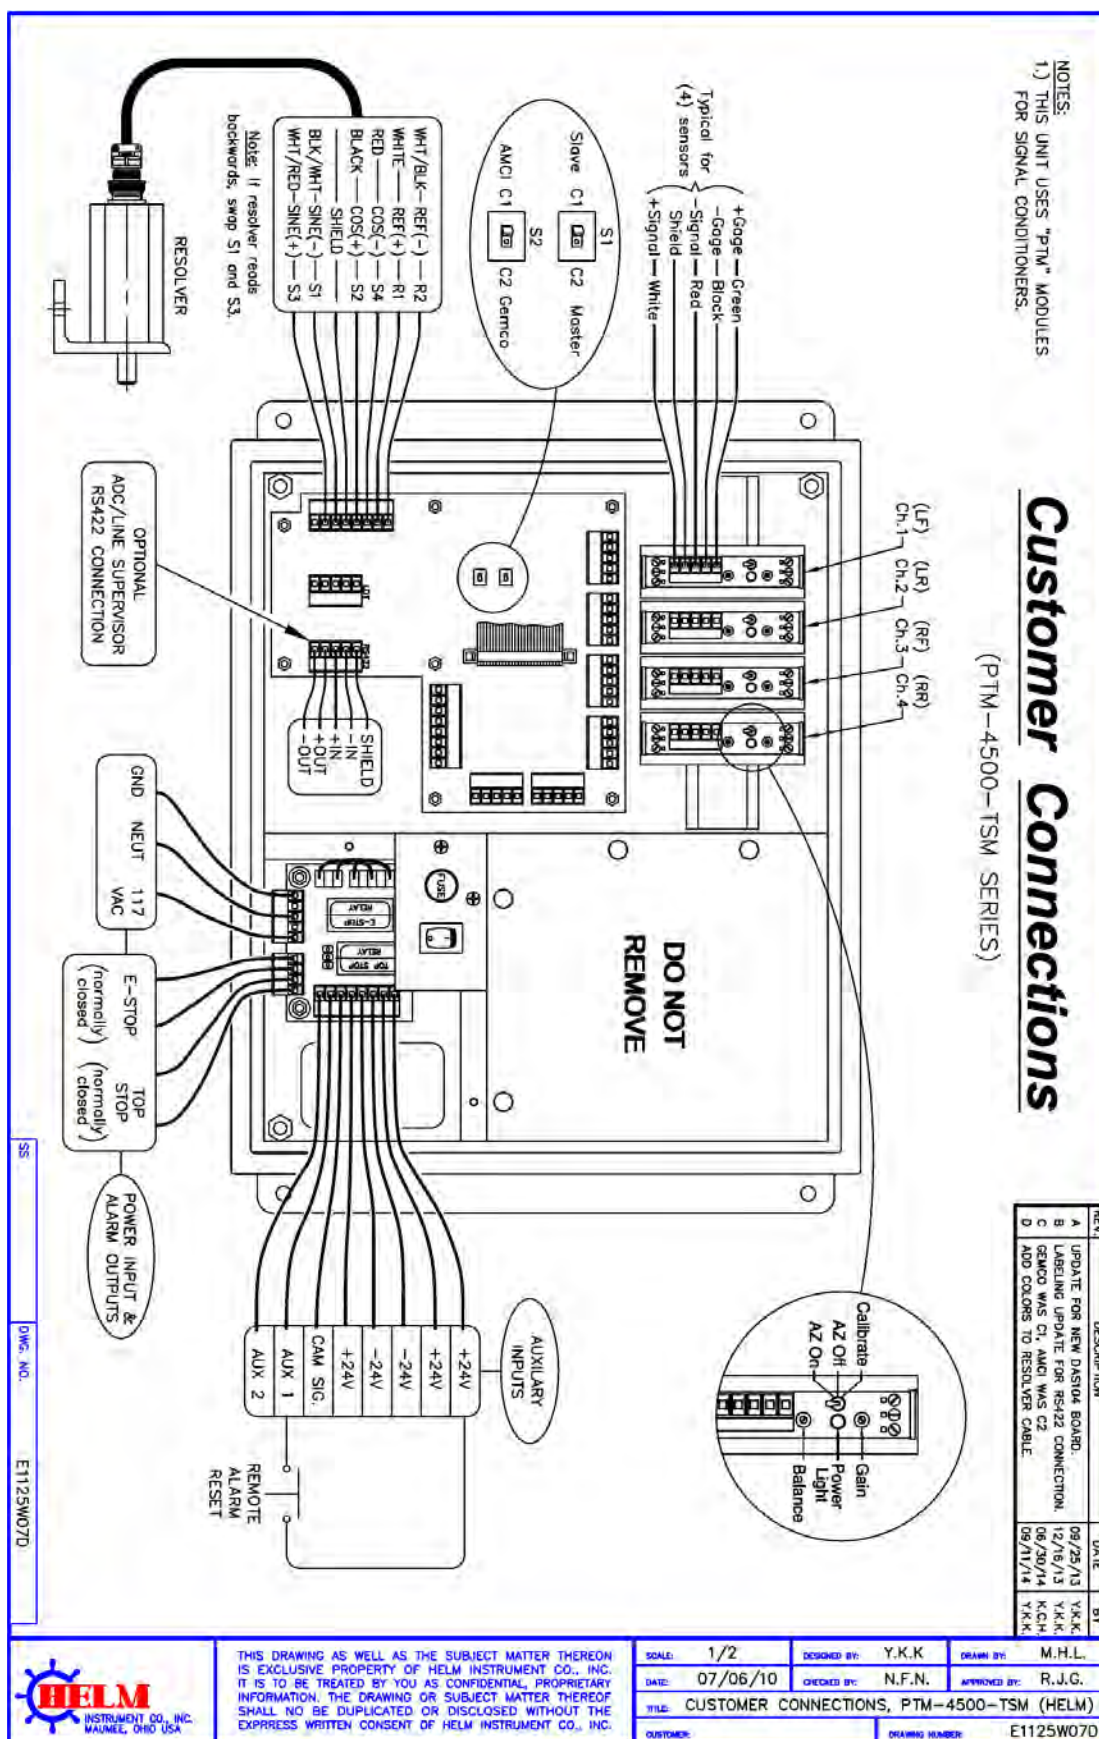 Customer Connections
(PTM-4500-TSM SERIES)
NOTES:
1.) THIS UNIT USES "PTM" MODULES
FOR SIGNAL CONDITIONERS.
Typical for
(4) sensors
+Gage — Green
-Gage — Black
-Signal — Red
Shield
+Signal — White
(LF) (LR) (RF) (RR)
Ch.1 Ch.2 Ch.3 Ch.4
S1
Slave C1 C2 Master
S2
AMCI C1 C2 Gemco
WHT/BLK — REF(-) — R2
WHITE — REF(+) — R1
RED — COS(-) — S4
BLACK — COS(+) — S2
SHIELD
BLK/WHT — SINE(-) — S1
WHT/RED — SINE(+) — S3
Note: If resolver reads
backwards, swap S1 and S3.
RESOLVER
OPTIONAL
ADC/LINE SUPERVISOR
RS422 CONNECTION
LDT
RS422
SHIELD
-IN
+IN
+OUT
-OUT
DO NOT
REMOVE
FUSE
E-STOP
RELAY
TOP STOP
RELAY
GND
NEUT
117
VAC
E-STOP
(normally
closed)
TOP
STOP
(normally
closed)
POWER INPUT &
ALARM OUTPUTS
AUXILARY
INPUTS
+24V
+24V
-24V
-24V
+24V
CAM SIG.
AUX 1
AUX 2
REMOTE
ALARM
RESET
Calibrate
AZ Off
AZ On
Gain
Power
Light
Balance
REV. DESCRIPTION DATE BY
A UPDATE FOR NEW DAS104 BOARD. 09/25/13 Y.K.K.
B LABELING UPDATE FOR RS422 CONNECTION. 12/16/13 Y.K.K.
C GEMCO WAS C1, AMCI WAS C2 06/30/14 K.C.H.
D ADD COLORS TO RESOLVER CABLE. 09/11/14 Y.K.K.
SS
DWG. NO. E1125W07D
HELM
INSTRUMENT CO., INC.
MAUMEE, OHIO USA
THIS DRAWING AS WELL AS THE SUBJECT MATTER THEREON
IS EXCLUSIVE PROPERTY OF HELM INSTRUMENT CO., INC.
IT IS TO BE TREATED BY YOU AS CONFIDENTIAL, PROPRIETARY
INFORMATION. THE DRAWING OR SUBJECT MATTER THEREOF
SHALL NO BE DUPLICATED OR DISCLOSED WITHOUT THE
EXPRRESS WRITTEN CONSENT OF HELM INSTRUMENT CO., INC.
SCALE: 1/2 DESIGNED BY: Y.K.K DRAWN BY: M.H.L.
DATE: 07/06/10 CHECKED BY: N.F.N. APPROVED BY: R.J.G.
TITLE: CUSTOMER CONNECTIONS, PTM-4500-TSM (HELM)
CUSTOMER: DRAWING NUMBER: E1125W07D